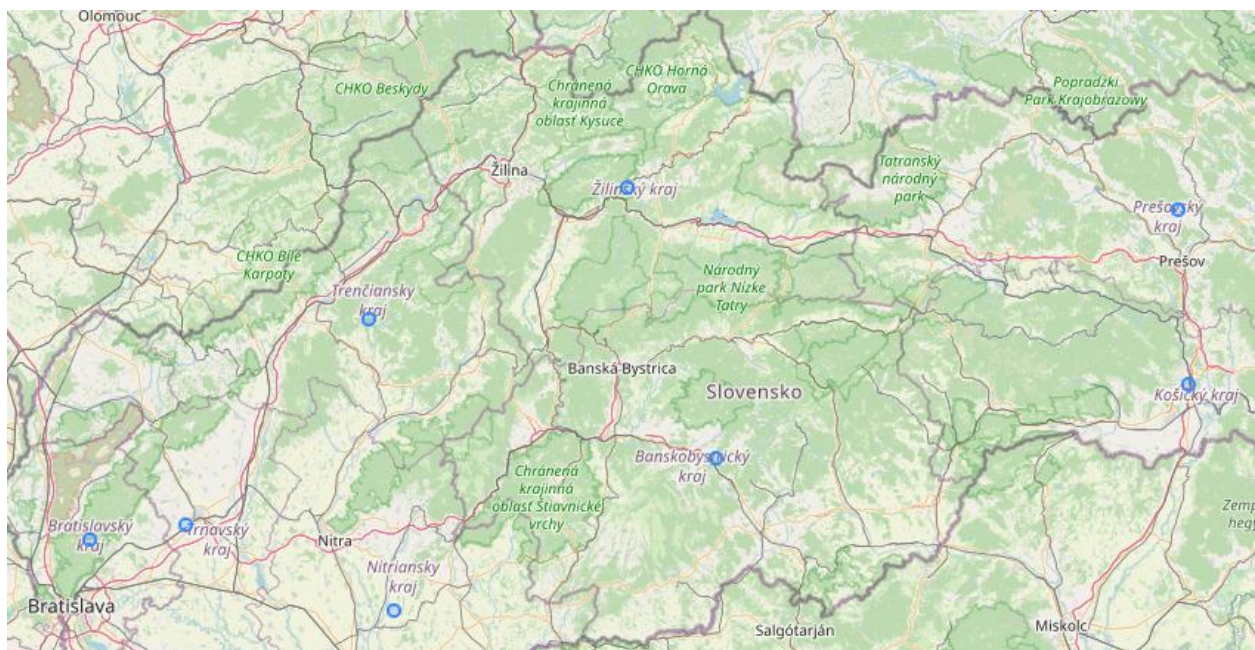 Olomouc
CHKO Beskydy
Chránená
krajinná
oblasť Kysuce
CHKO Horná
Orava
Popradzki
Park Krajobrazowy
Žilina
Žilinský kraj
Tatranský
národný
park
Prešovský
kraj
Prešov
CHKO Bílé
Karpaty
Trenčiansky
kraj
Národný
park Nízke
Tatry
Banská Bystrica
Slovensko
Košický kraj
Banskobystrický
kraj
Chránená
krajinná
oblasť Štiavnické
vrchy
Bratislavský
kraj
Trnavský
kraj
Nitra
Nitriansky
kraj
Bratislava
Salgótarján
Miskolc